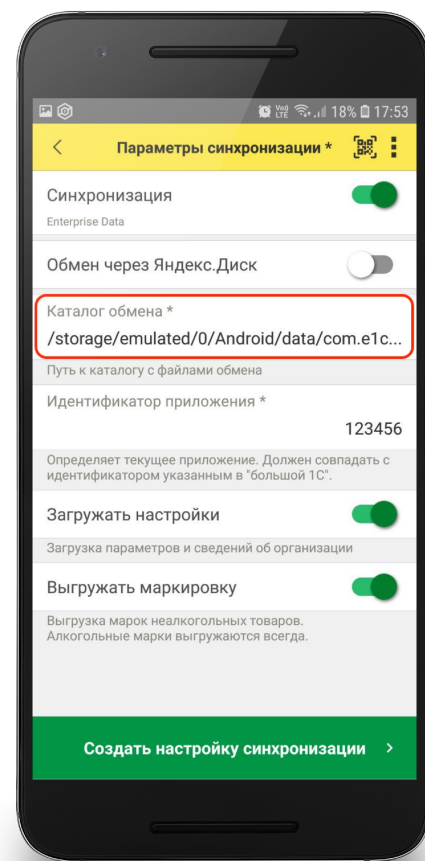 Vo))
LTE
18%
17:53
Параметры синхронизации *
Синхронизация
Enterprise Data
Обмен через Яндекс.Диск
Каталог обмена *
/storage/emulated/0/Android/data/com.e1c...
Путь к каталогу с файлами обмена
Идентификатор приложения *
123456
Определяет текущее приложение. Должен совпадать с
идентификатором указанным в "большой 1С".
Загружать настройки
Загрузка параметров и сведений об организации
Выгружать маркировку
Выгрузка марок неалкогольных товаров.
Алкогольные марки выгружаются всегда.
Создать настройку синхронизации